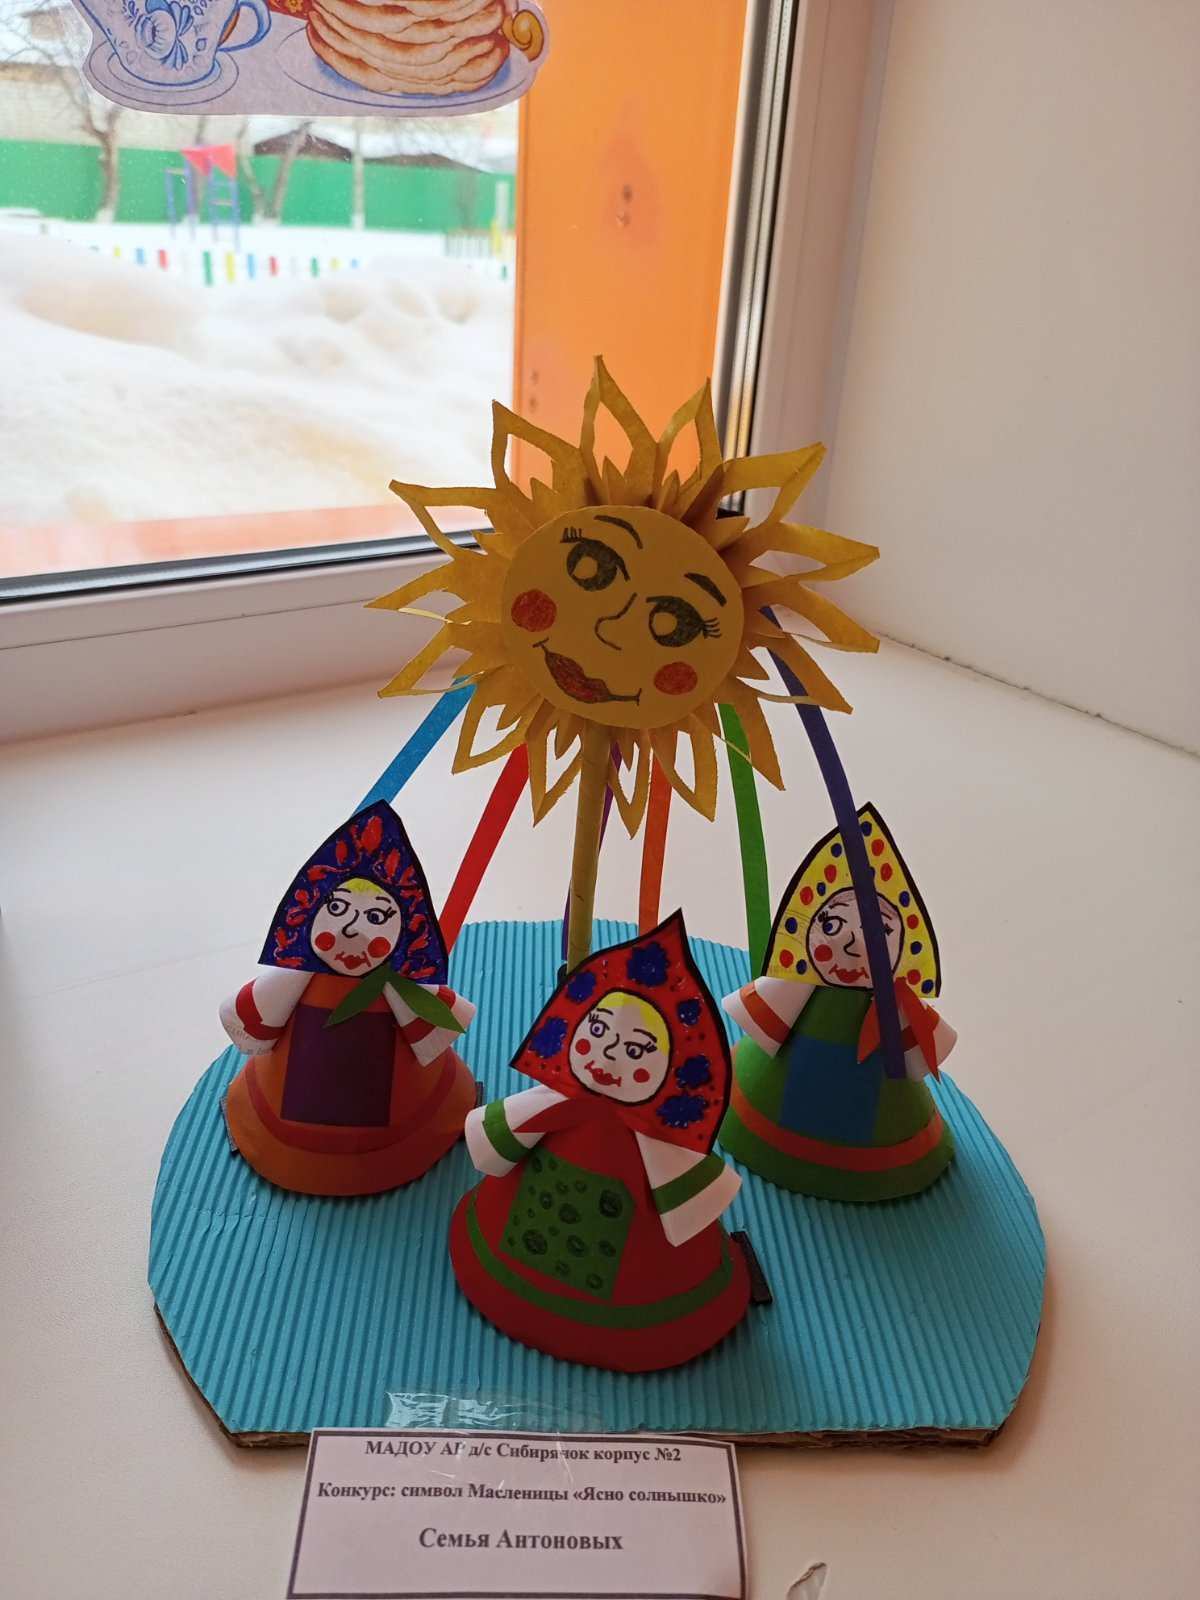 МАДОУ АР д/с Сибирячок корпус №2
Конкурс: символ Масленицы «Ясно солнышко»
Семья Антоновых